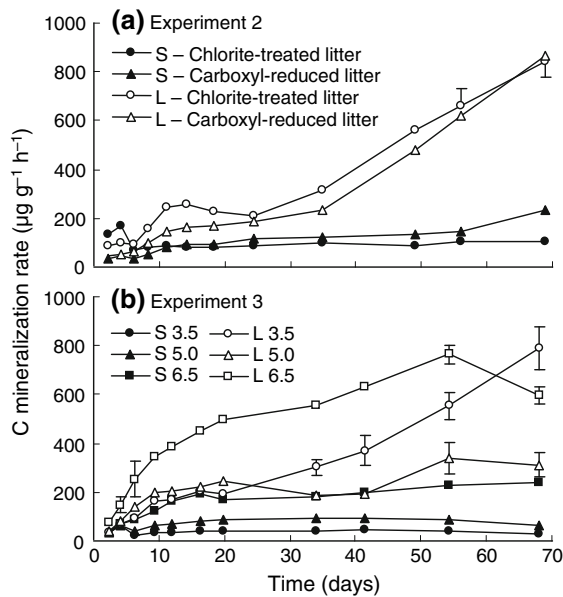 (a) Experiment 2
S – Chlorite-treated litter
S – Carboxyl-reduced litter
L – Chlorite-treated litter
L – Carboxyl-reduced litter
1000
800
600
400
200
0
C mineralization rate (µg g⁻¹ h⁻¹)
(b) Experiment 3
S 3.5 L 3.5
S 5.0 L 5.0
S 6.5 L 6.5
1000
800
600
400
200
0
0 10 20 30 40 50 60 70
Time (days)